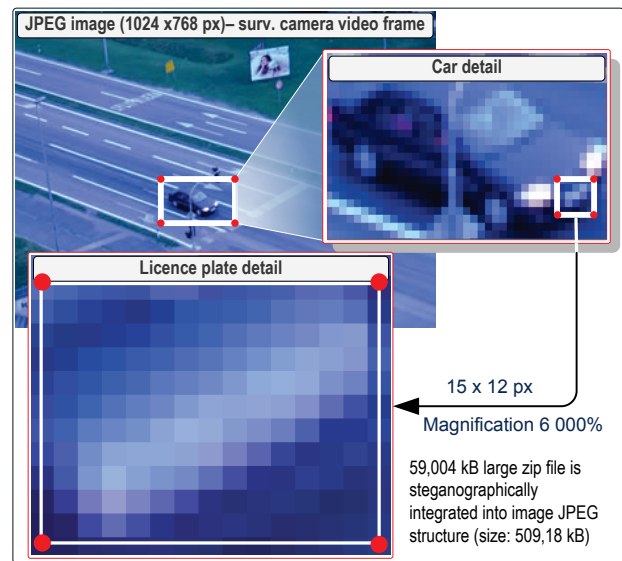 JPEG image (1024 x768 px)– surv. camera video frame
Car detail
Licence plate detail
15 x 12 px
Magnification 6 000%
59,004 kB large zip file is
steganographically
integrated into image JPEG
structure (size: 509,18 kB)